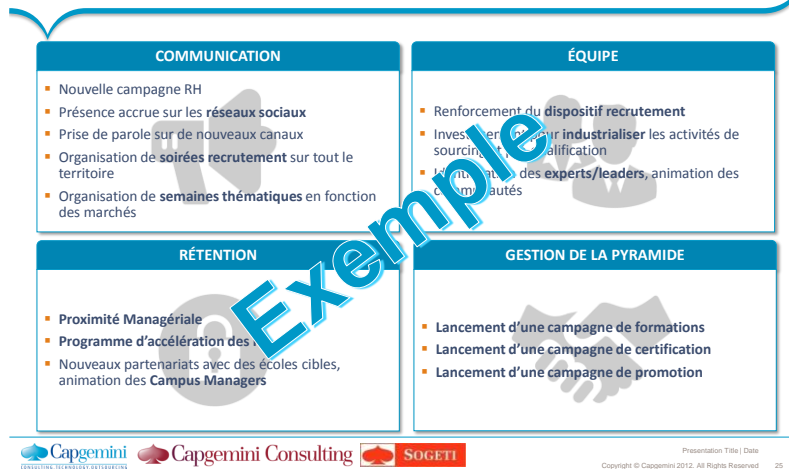 COMMUNICATION
Nouvelle campagne RH
Présence accrue sur les réseaux sociaux
Prise de parole sur de nouveaux canaux
Organisation de soirées recrutement sur tout le
territoire
Organisation de semaines thématiques en fonction
des marchés
ÉQUIPE
Renforcement du dispositif recrutement
pour industrialiser les activités de
sourcing et
des experts/leaders, animation des
communautés
Exemple
RÉTENTION
Proximité Managériale
Programme d'accélération des
Nouveaux partenariats avec des écoles cibles,
animation des Campus Managers
GESTION DE LA PYRAMIDE
Lancement d'une campagne de formations
Lancement d'une campagne de certification
Lancement d'une campagne de promotion
Capgemini
CONSULTING.TECHNOLOGY.OUTSOURCING
Capgemini Consulting
SOGETI
Presentation Title | Date
Copyright © Capgemini 2012. All Rights Reserved 25